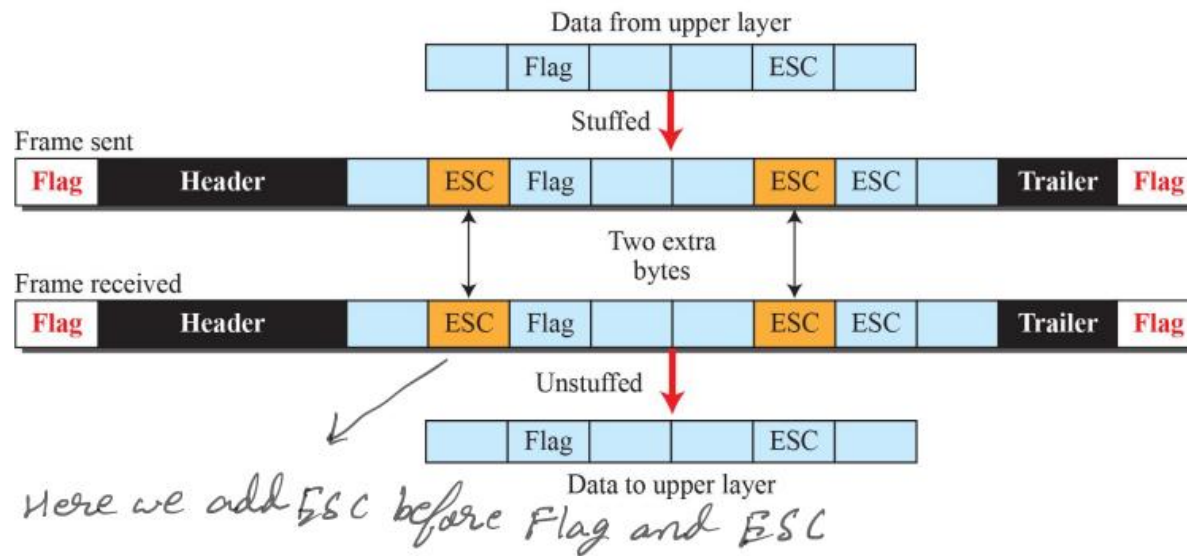 Data from upper layer
Flag ESC
Stuffed
Frame sent
Flag Header ESC Flag ESC ESC Trailer Flag
Two extra
bytes
Frame received
Flag Header ESC Flag ESC ESC Trailer Flag
Unstuffed
Flag ESC
Data to upper layer
Here we add ESC before Flag and ESC